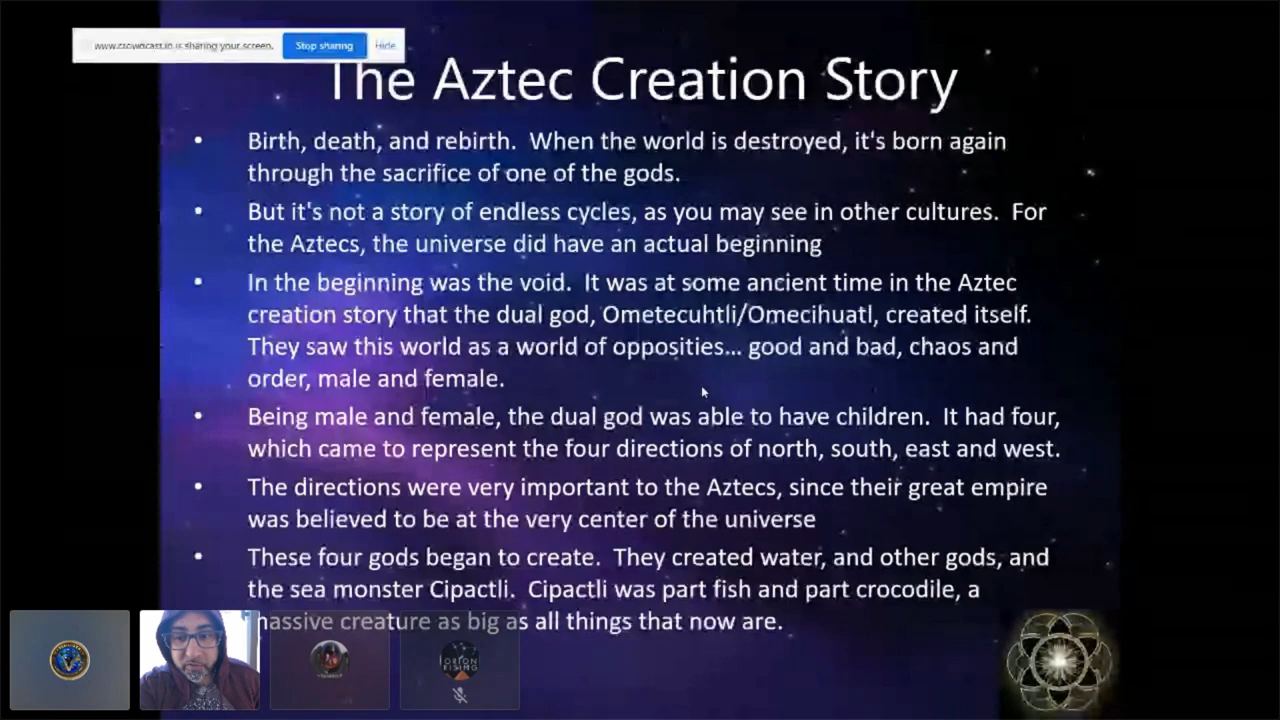 www.crowdcast.io is sharing your screen. Stop sharing Hide
The Aztec Creation Story
• Birth, death, and rebirth. When the world is destroyed, it's born again
through the sacrifice of one of the gods.
• But it's not a story of endless cycles, as you may see in other cultures. For
the Aztecs, the universe did have an actual beginning
• In the beginning was the void. It was at some ancient time in the Aztec
creation story that the dual god, Ometecuhtli/Omecihuatl, created itself.
They saw this world as a world of opposities... good and bad, chaos and
order, male and female.
• Being male and female, the dual god was able to have children. It had four,
which came to represent the four directions of north, south, east and west.
• The directions were very important to the Aztecs, since their great empire
was believed to be at the very center of the universe
• These four gods began to create. They created water, and other gods, and
the sea monster Cipactli. Cipactli was part fish and part crocodile, a
massive creature as big as all things that now are.
ORION
RISING